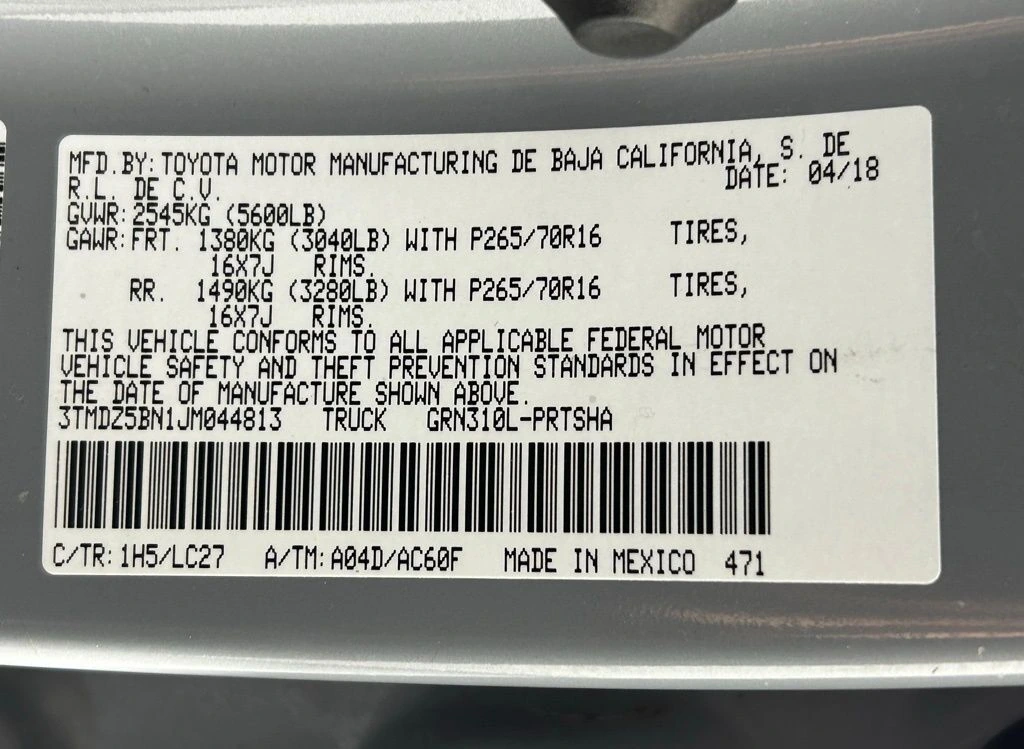 MFD.BY: TOYOTA MOTOR MANUFACTURING DE BAJA CALIFORNIA, S. DE
R.L. DE C.V. DATE: 04/18
GVWR: 2545KG (5600LB)
GAWR: FRT. 1380KG (3040LB) WITH P265/70R16 TIRES,
16X7J RIMS.
RR. 1490KG (3280LB) WITH P265/70R16 TIRES,
16X7J RIMS.
THIS VEHICLE CONFORMS TO ALL APPLICABLE FEDERAL MOTOR
VEHICLE SAFETY AND THEFT PREVENTION STANDARDS IN EFFECT ON
THE DATE OF MANUFACTURE SHOWN ABOVE.
3TMDZ5BN1JM044813 TRUCK GRN310L-PRTSHA
C/TR: 1H5/LC27 A/TM: A04D/AC60F MADE IN MEXICO 471